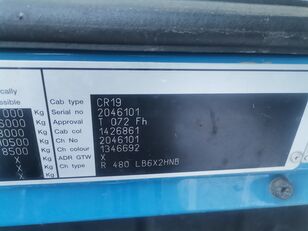 cally
ssible
000 Kg Cab type CR19
6000 Kg Serial no 2046101
8000 Kg Approval T 072 Fh
0500 Kg Cab col 1426861
8500 Kg Ch No 2046101
X Kg Ch colour 1346692
X Kg ADR GTW X
X Kg Ch type R 480 LB6X2HNB